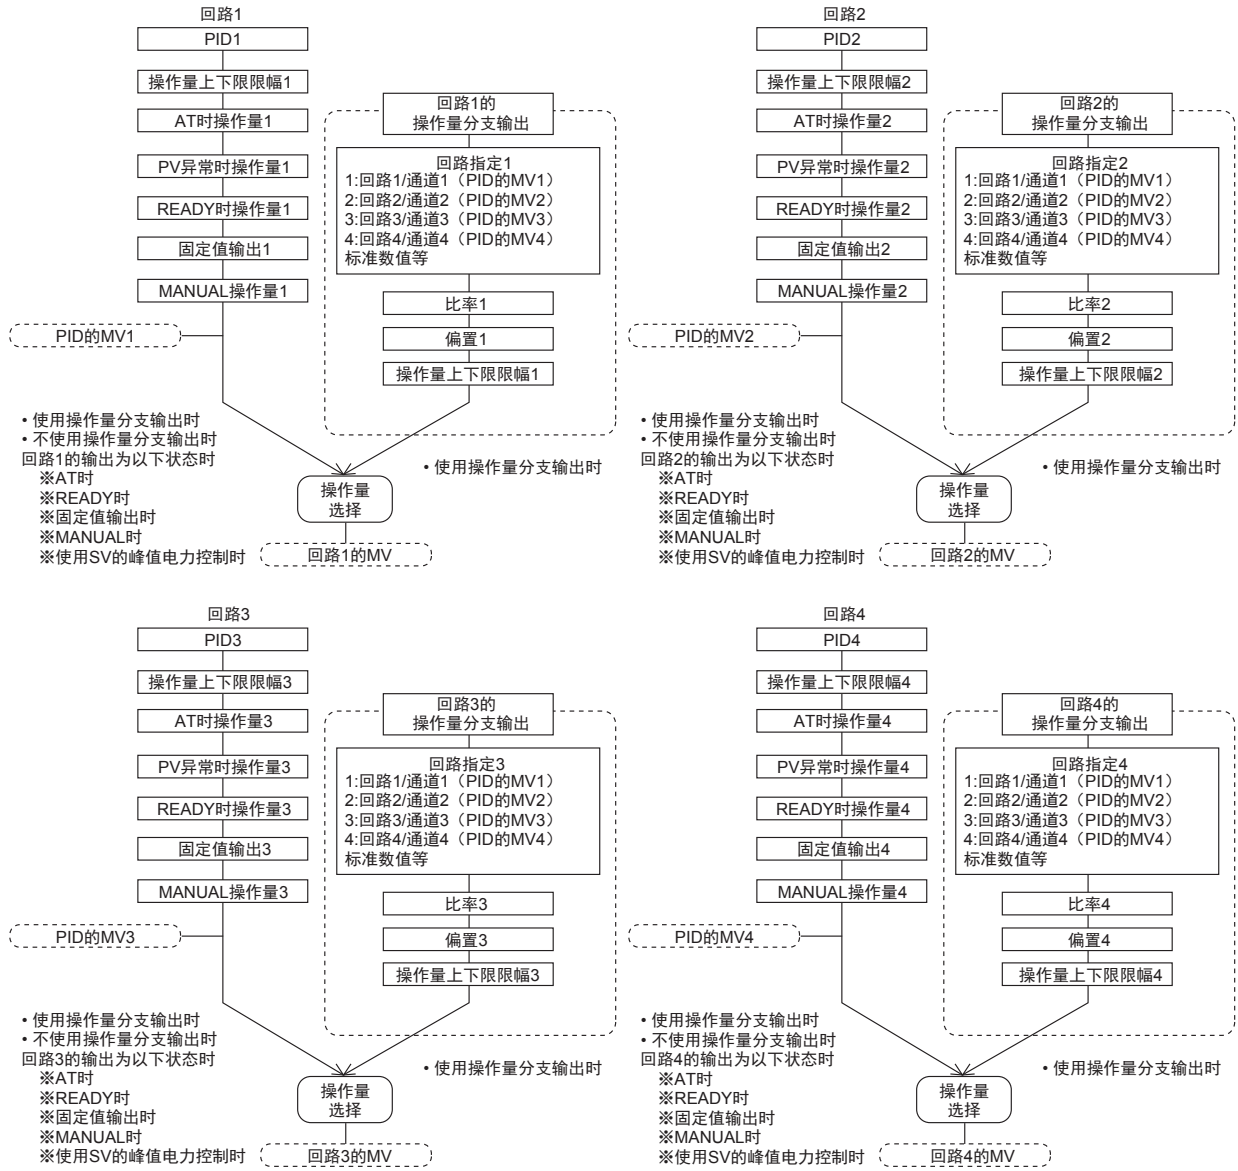 回路1
PID1
操作量上下限限幅1
AT时操作量1
PV异常时操作量1
READY时操作量1
固定值输出1
MANUAL操作量1
PID的MV1
回路1的
操作量分支输出
回路指定1
1:回路1/通道1（PID的MV1）
2:回路2/通道2（PID的MV2）
3:回路3/通道3（PID的MV3）
4:回路4/通道4（PID的MV4）
标准数值等
比率1
偏置1
操作量上下限限幅1
• 使用操作量分支输出时
• 不使用操作量分支输出时
回路1的输出为以下状态时
※AT时
※READY时
※固定值输出时
※MANUAL时
※使用SV的峰值电力控制时
• 使用操作量分支输出时
操作量
选择
回路1的MV
回路2
PID2
操作量上下限限幅2
AT时操作量2
PV异常时操作量2
READY时操作量2
固定值输出2
MANUAL操作量2
PID的MV2
回路2的
操作量分支输出
回路指定2
1:回路1/通道1（PID的MV1）
2:回路2/通道2（PID的MV2）
3:回路3/通道3（PID的MV3）
4:回路4/通道4（PID的MV4）
标准数值等
比率2
偏置2
操作量上下限限幅2
• 使用操作量分支输出时
• 不使用操作量分支输出时
回路2的输出为以下状态时
※AT时
※READY时
※固定值输出时
※MANUAL时
※使用SV的峰值电力控制时
• 使用操作量分支输出时
操作量
选择
回路2的MV
回路3
PID3
操作量上下限限幅3
AT时操作量3
PV异常时操作量3
READY时操作量3
固定值输出3
MANUAL操作量3
PID的MV3
回路3的
操作量分支输出
回路指定3
1:回路1/通道1（PID的MV1）
2:回路2/通道2（PID的MV2）
3:回路3/通道3（PID的MV3）
4:回路4/通道4（PID的MV4）
标准数值等
比率3
偏置3
操作量上下限限幅3
• 使用操作量分支输出时
• 不使用操作量分支输出时
回路3的输出为以下状态时
※AT时
※READY时
※固定值输出时
※MANUAL时
※使用SV的峰值电力控制时
• 使用操作量分支输出时
操作量
选择
回路3的MV
回路4
PID4
操作量上下限限幅4
AT时操作量4
PV异常时操作量4
READY时操作量4
固定值输出4
MANUAL操作量4
PID的MV4
回路4的
操作量分支输出
回路指定4
1:回路1/通道1（PID的MV1）
2:回路2/通道2（PID的MV2）
3:回路3/通道3（PID的MV3）
4:回路4/通道4（PID的MV4）
标准数值等
比率4
偏置4
操作量上下限限幅4
• 使用操作量分支输出时
• 不使用操作量分支输出时
回路4的输出为以下状态时
※AT时
※READY时
※固定值输出时
※MANUAL时
※使用SV的峰值电力控制时
• 使用操作量分支输出时
操作量
选择
回路4的MV